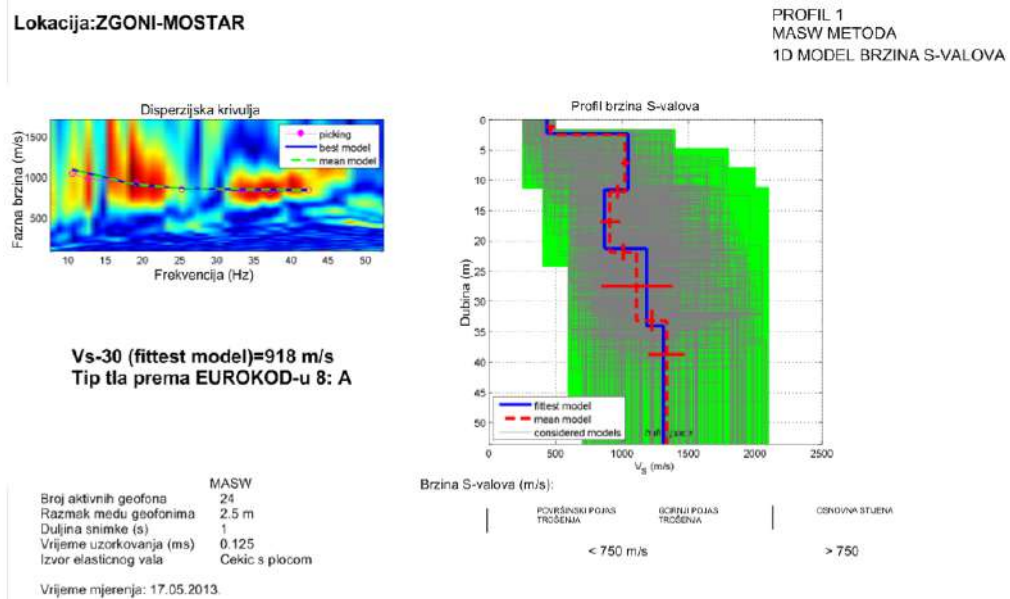 Lokacija:ZGONI-MOSTAR
PROFIL 1
MASW METODA
1D MODEL BRZINA S-VALOVA
Disperzijska krivulja
Fazna brzina (m/s)
1500
1000
500
picking
best model
mean model
10 15 20 25 30 35 40 45 50
Frekvencija (Hz)
Vs-30 (fittest model)=918 m/s
Tip tla prema EUROKOD-u 8: A
Profil brzina S-valova
Dubina (m)
0
5
10
15
20
25
30
35
40
45
50
fittest model
mean model
considered models
0 500 1000 1500 2000 2500
VS (m/s)
MASW
Broj aktivnih geofona 24
Razmak medu geofonima 2.5 m
Duljina snimke (s) 1
Vrijeme uzorkovanja (ms) 0.125
Izvor elasticnog vala Cekic s plocom
Vrijeme mjerenja: 17.05.2013.
Brzina S-valova (m/s):
POVRŠINSKI POJAS TROŠENJA
GORNJI POJAS TROŠENJA
OSNOVNA STIJENA
< 750 m/s
> 750